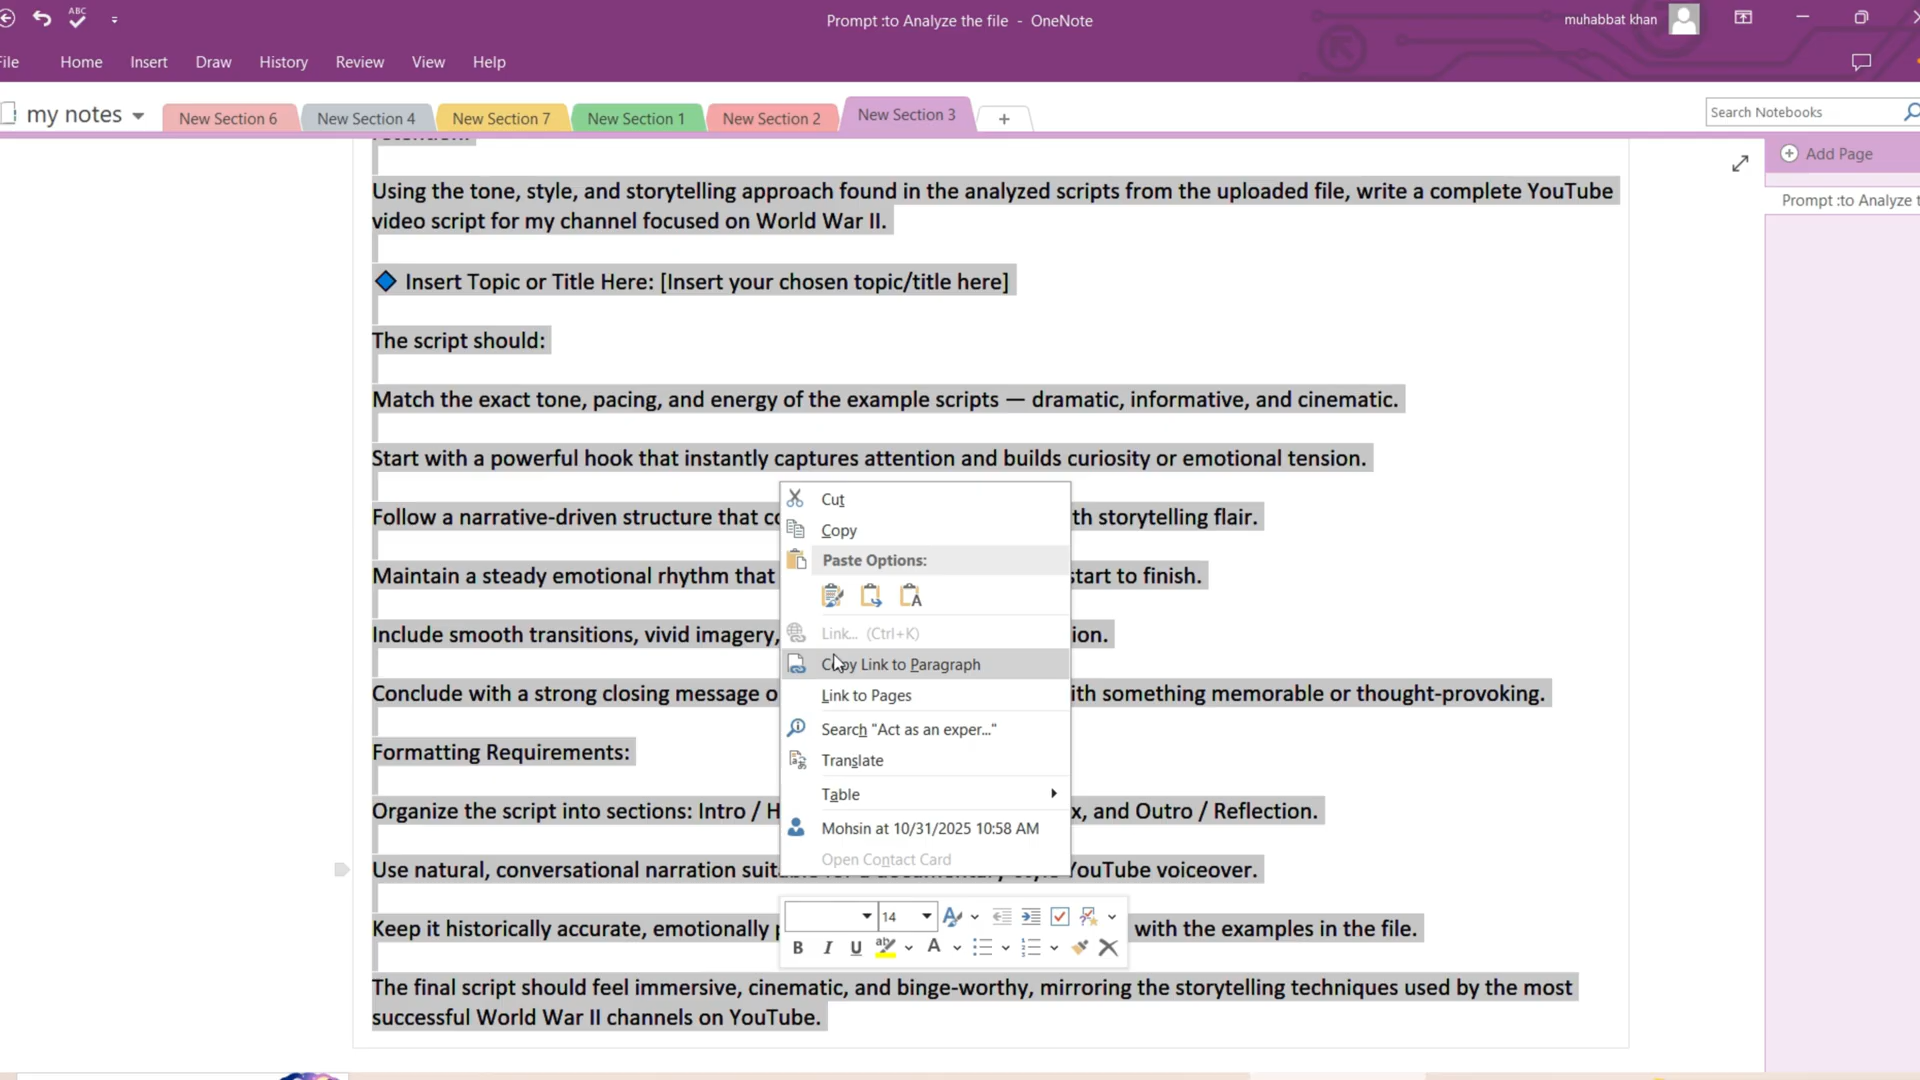 ABC
Prompt :to Analyze the file - OneNote
muhabbat khan
Home Insert Draw History Review View Help
my notes
New Section 6
New Section 4
New Section 7
New Section 1
New Section 2
New Section 3
+
Search Notebooks
Add Page
Prompt :to Analyze t
Using the tone, style, and storytelling approach found in the analyzed scripts from the uploaded file, write a complete YouTube
video script for my channel focused on World War II.
Insert Topic or Title Here: [Insert your chosen topic/title here]
The script should:
Match the exact tone, pacing, and energy of the example scripts — dramatic, informative, and cinematic.
Start with a powerful hook that instantly captures attention and builds curiosity or emotional tension.
Follow a narrative-driven structure that co th storytelling flair.
Maintain a steady emotional rhythm that start to finish.
Include smooth transitions, vivid imagery, ion.
Conclude with a strong closing message o ith something memorable or thought-provoking.
Formatting Requirements:
Organize the script into sections: Intro / H x, and Outro / Reflection.
Use natural, conversational narration suit YouTube voiceover.
Keep it historically accurate, emotionally p with the examples in the file.
The final script should feel immersive, cinematic, and binge-worthy, mirroring the storytelling techniques used by the most
successful World War II channels on YouTube.
Cut
Copy
Paste Options:
Link... (Ctrl+K)
Copy Link to Paragraph
Link to Pages
Search "Act as an exper..."
Translate
Table
Mohsin at 10/31/2025 10:58 AM
Open Contact Card
14
B I U ab A